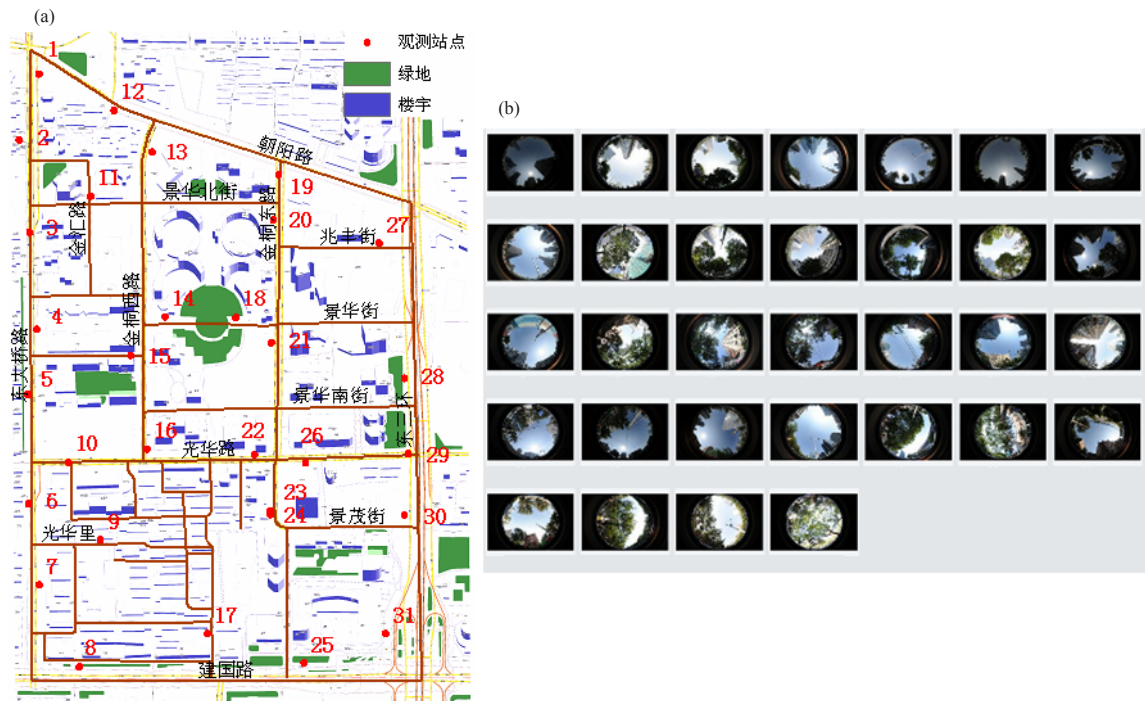 (a)
1
观测站点
绿地
12
楼宇
(b)
2
13
朝阳路
11
19
景华北街
金汇路
金桐东路
20
27
3
兆丰街
14
18
景华街
4
金桐西路
东大桥路
15
21
5
28
景华南街
东三环
16
22
26
10
光华路
29
6
23
9
24
景茂街
30
光华里
7
17
31
8
25
建国路